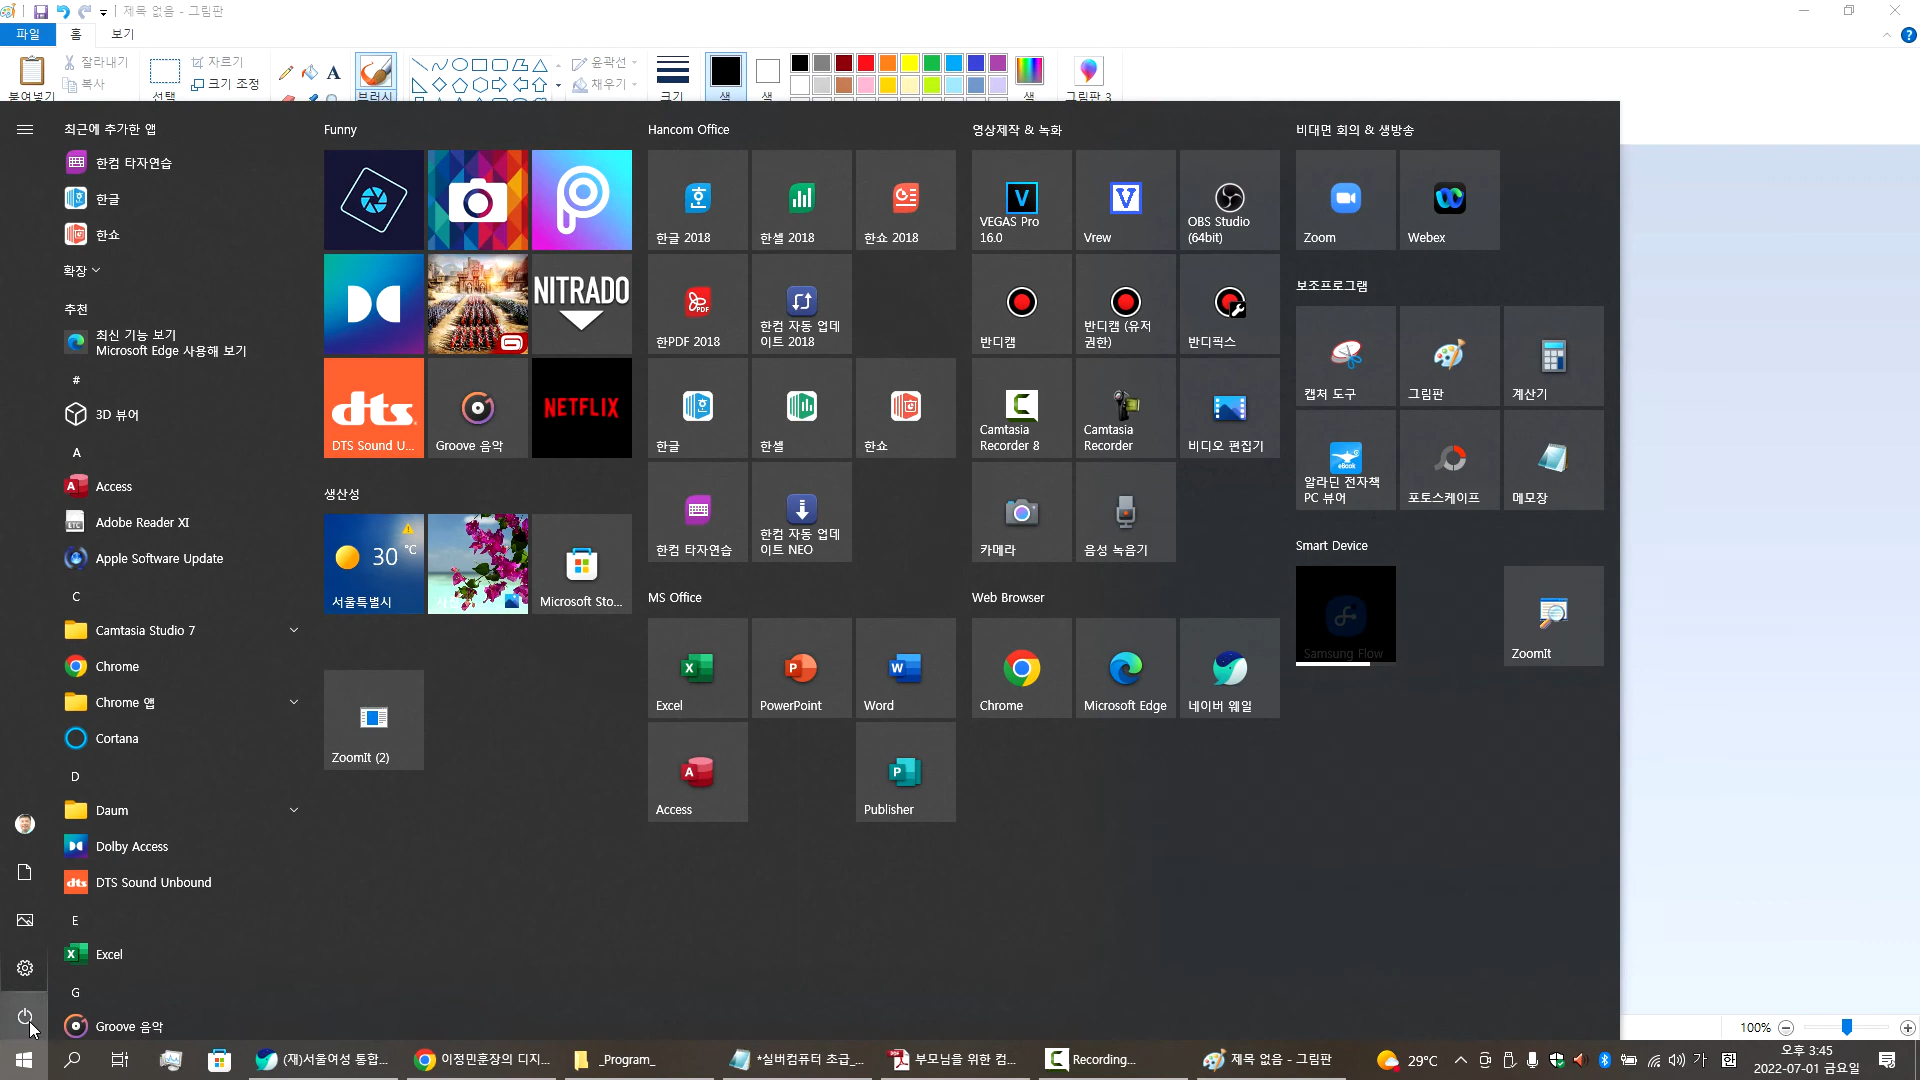 제목 없음 - 그림판
파일
홈
보기
붙여넣기
잘라내기
복사
선택
자르기
크기 조정
A
브러시
윤곽선
채우기
크기
색
색
색
그림판 3
최근에 추가한 앱
한컴 타자연습
한글
한쇼
확장
추천
최신 기능 보기
Microsoft Edge 사용해 보기
#
3D 뷰어
A
Access
Adobe Reader XI
Apple Software Update
C
Camtasia Studio 7
Chrome
Chrome 앱
Cortana
D
Daum
Dolby Access
DTS Sound Unbound
E
Excel
G
Groove 음악
Funny
NITRADO
dts
DTS Sound U...
Groove 음악
NETFLIX
생산성
30 °C
서울특별시
Microsoft Sto...
ZoomIt (2)
Hancom Office
한글 2018
한셀 2018
한쇼 2018
한PDF 2018
한컴 자동 업데
이트 2018
한글
한셀
한쇼
한컴 타자연습
한컴 자동 업데
이트 NEO
MS Office
Excel
PowerPoint
Word
Access
Publisher
영상제작 & 녹화
VEGAS Pro
16.0
Vrew
OBS Studio
(64bit)
반디캠
반디캠 (유저
권한)
반디픽스
Camtasia
Recorder 8
Camtasia
Recorder
비디오 편집기
카메라
음성 녹음기
Web Browser
Chrome
Microsoft Edge
네이버 웨일
비대면 회의 & 생방송
Zoom
Webex
보조프로그램
캡처 도구
그림판
계산기
eBook
알라딘 전자책
PC 뷰어
포토스케이프
메모장
Smart Device
Samsung Flow
ZoomIt
100%
(재)서울여성 통합...
이정민훈장의 디지...
_Program_
*실버컴퓨터 초급_...
부모님을 위한 컴...
Recording...
제목 없음 - 그림판
29°C
가
한
오후 3:45
2022-07-01 금요일